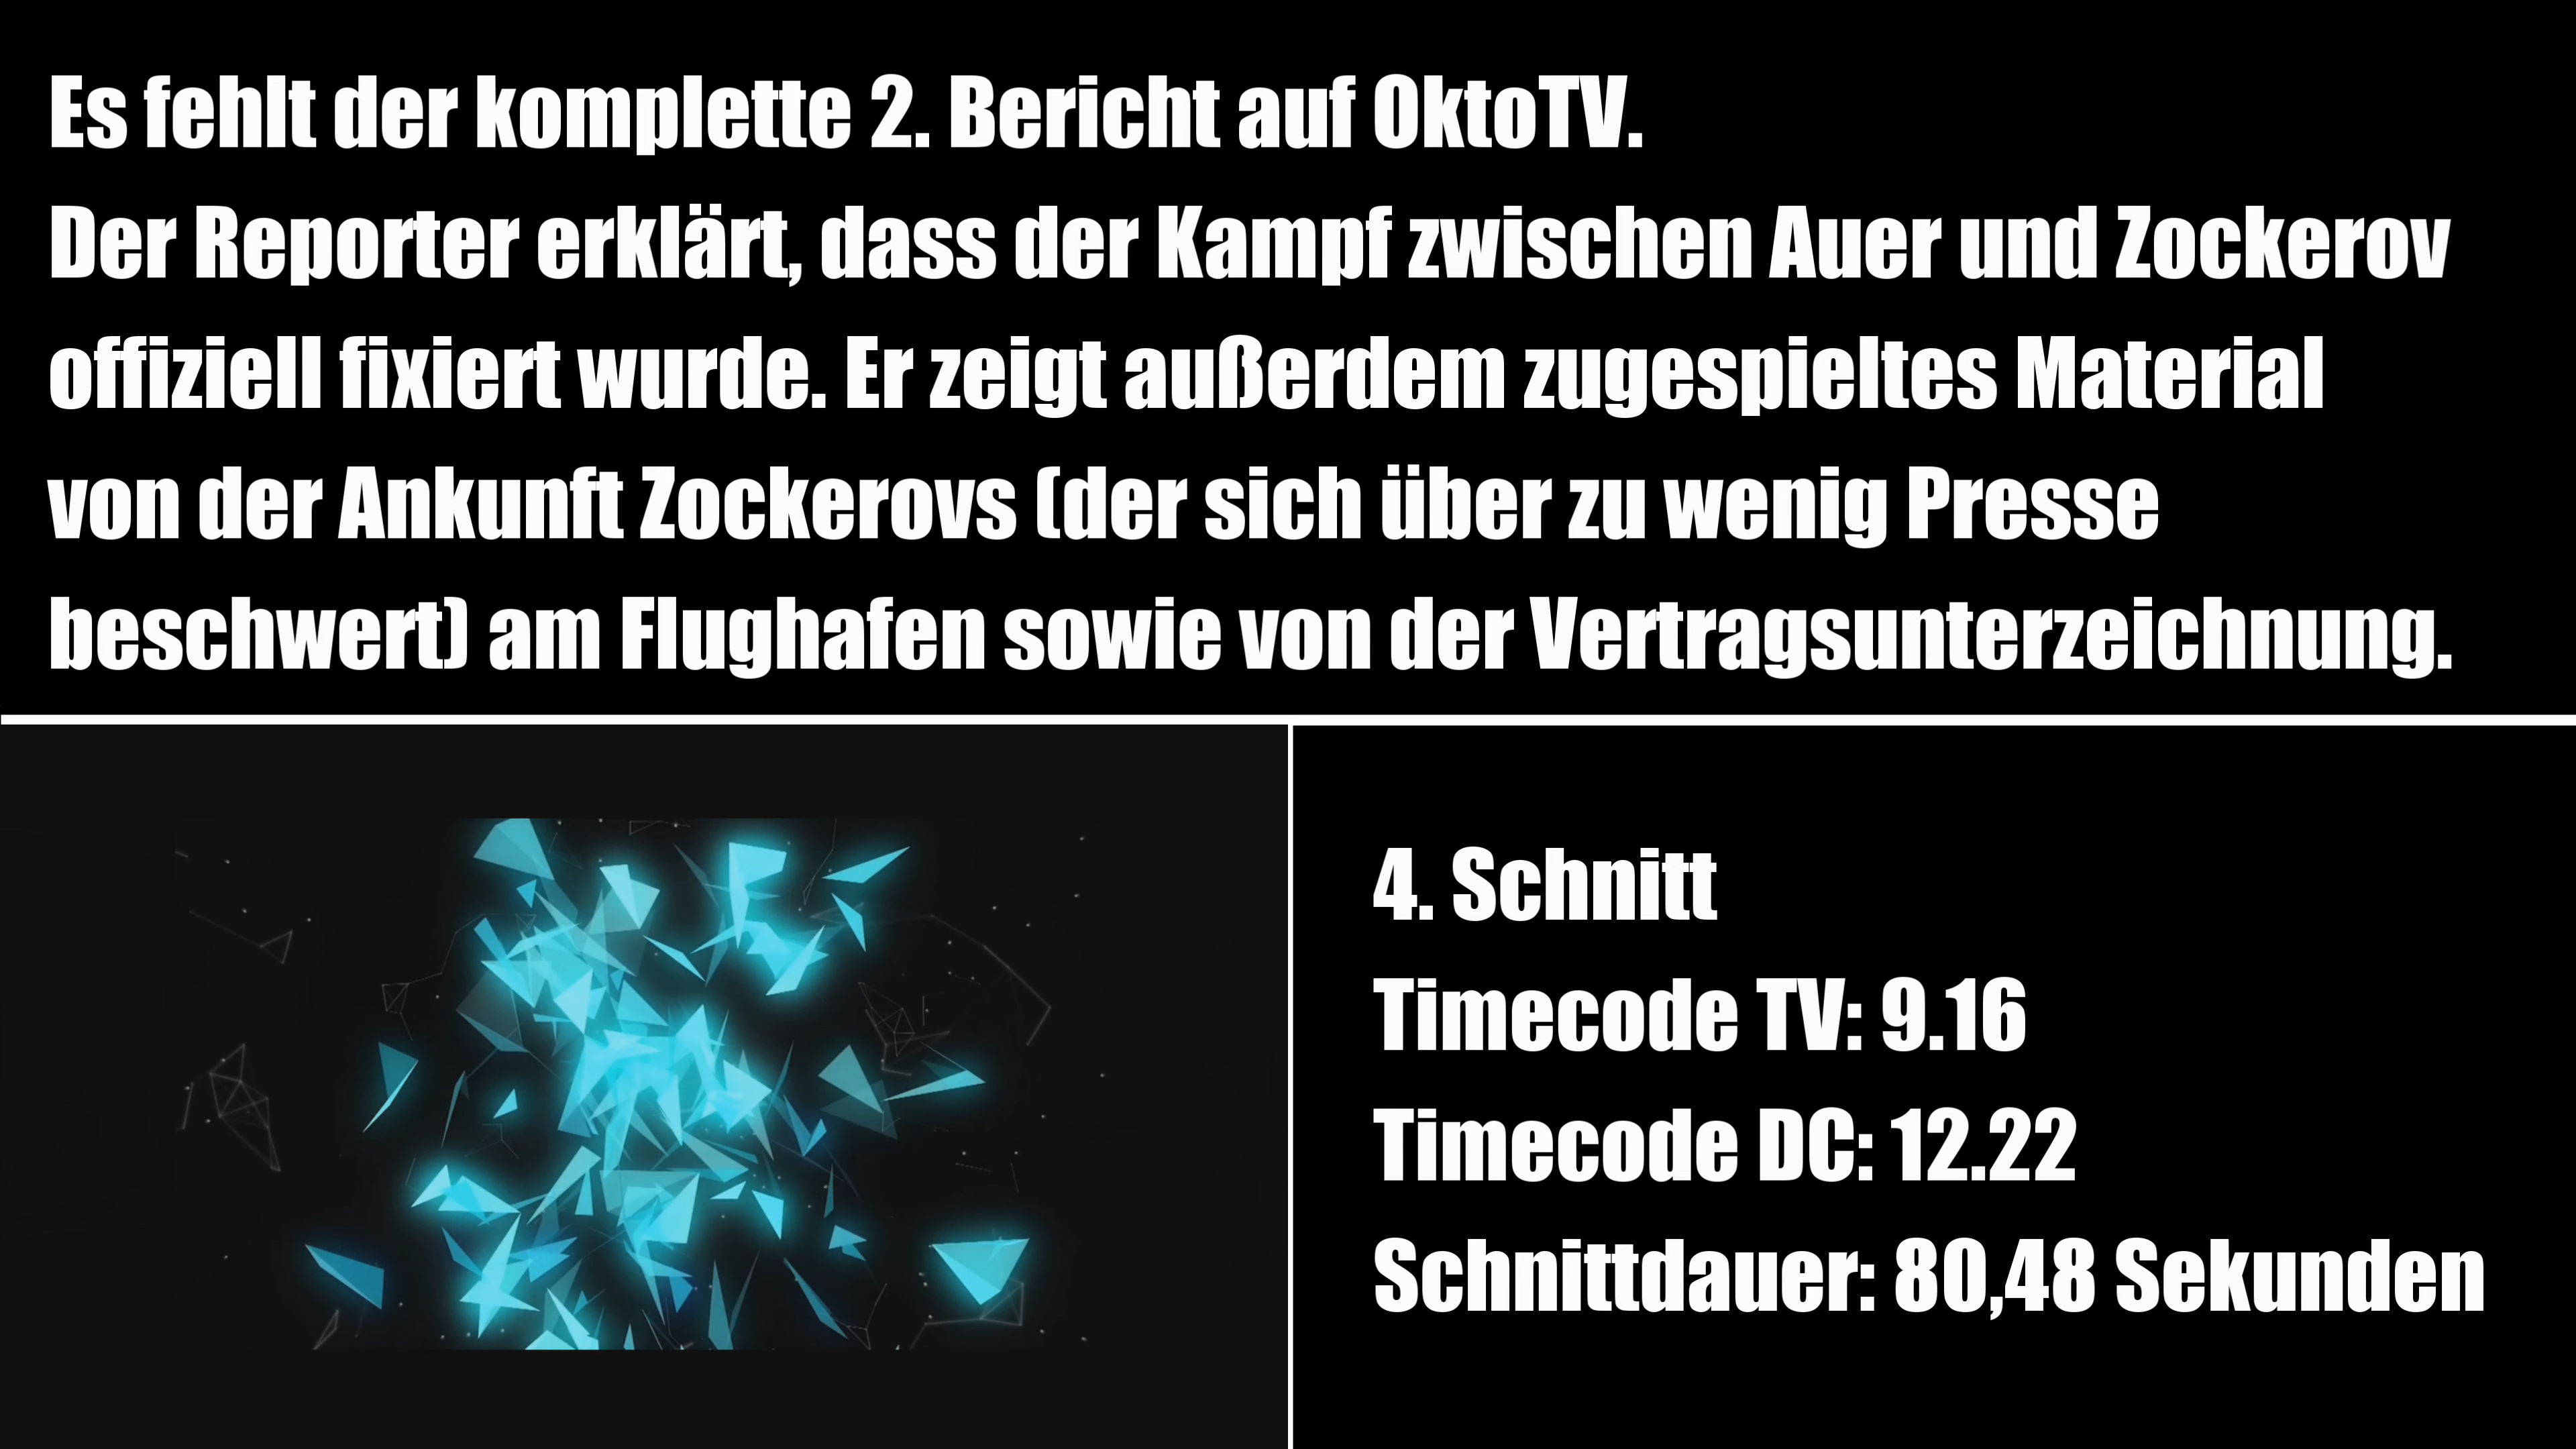 Es fehlt der komplette 2. Bericht auf OktoTV.
Der Reporter erklärt, dass der Kampf zwischen Auer und Zockerov
offiziell fixiert wurde. Er zeigt außerdem zugespieltes Material
von der Ankunft Zockerovs (der sich über zu wenig Presse
beschwert) am Flughafen sowie von der Vertragsunterzeichnung.
4. Schnitt
Timecode TV: 9.16
Timecode DC: 12.22
Schnittdauer: 80,48 Sekunden